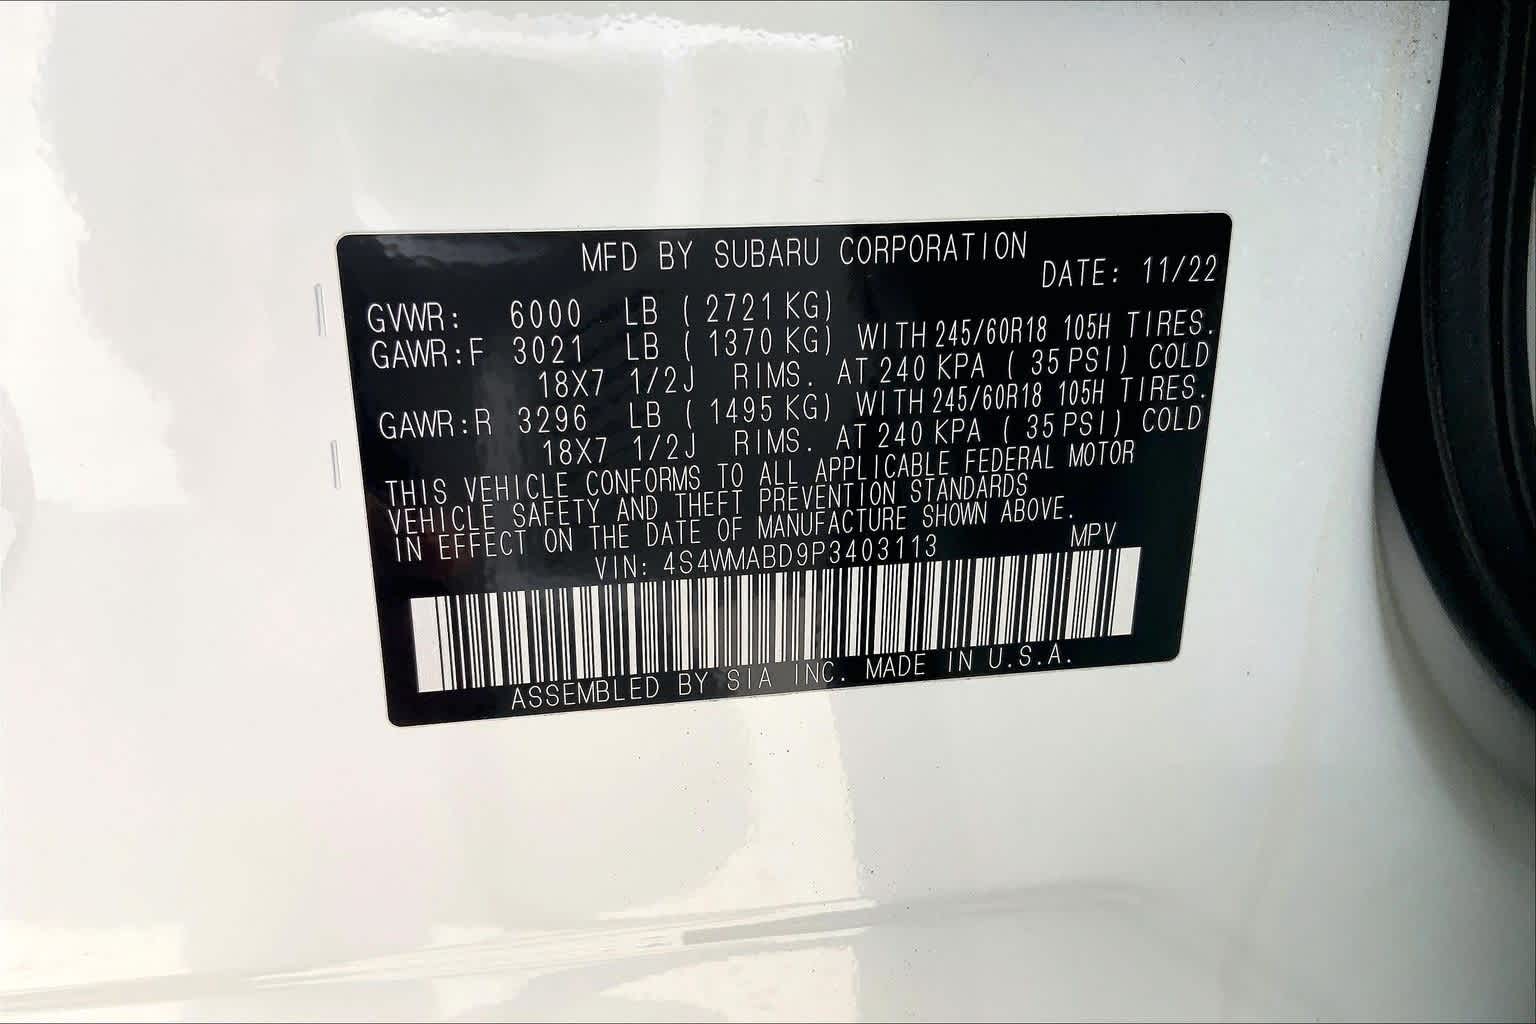 MFD BY SUBARU CORPORATION
DATE: 11/22
GVWR: 6000 LB ( 2721 KG)
GAWR:F 3021 LB ( 1370 KG) WITH 245/60R18 105H TIRES.
18X7 1/2J RIMS. AT 240 KPA ( 35 PSI) COLD
GAWR:R 3296 LB ( 1495 KG) WITH 245/60R18 105H TIRES.
18X7 1/2J RIMS. AT 240 KPA ( 35 PSI) COLD
THIS VEHICLE CONFORMS TO ALL APPLICABLE FEDERAL MOTOR
VEHICLE SAFETY AND THEFT PREVENTION STANDARDS
IN EFFECT ON THE DATE OF MANUFACTURE SHOWN ABOVE.
VIN: 4S4WMABD9P3403113 MPV
ASSEMBLED BY SIA INC. MADE IN U.S.A.